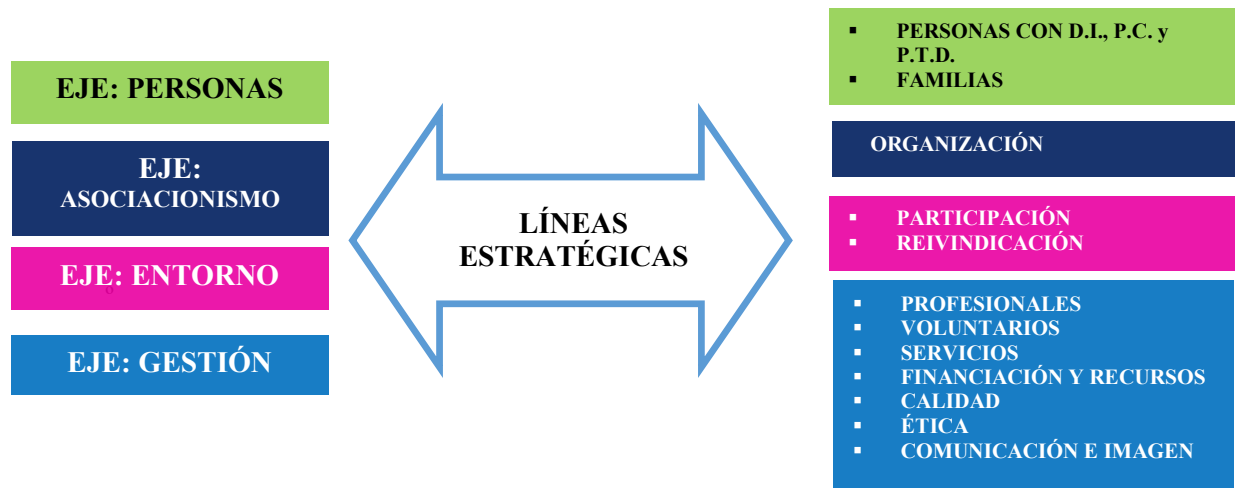 EJE: PERSONAS
EJE:
ASOCIACIONISMO
EJE: ENTORNO
EJE: GESTIÓN
LÍNEAS
ESTRATÉGICAS
▪ PERSONAS CON D.I., P.C. y
P.T.D.
▪ FAMILIAS
ORGANIZACIÓN
▪ PARTICIPACIÓN
▪ REIVINDICACIÓN
▪ PROFESIONALES
▪ VOLUNTARIOS
▪ SERVICIOS
▪ FINANCIACIÓN Y RECURSOS
▪ CALIDAD
▪ ÉTICA
▪ COMUNICACIÓN E IMAGEN